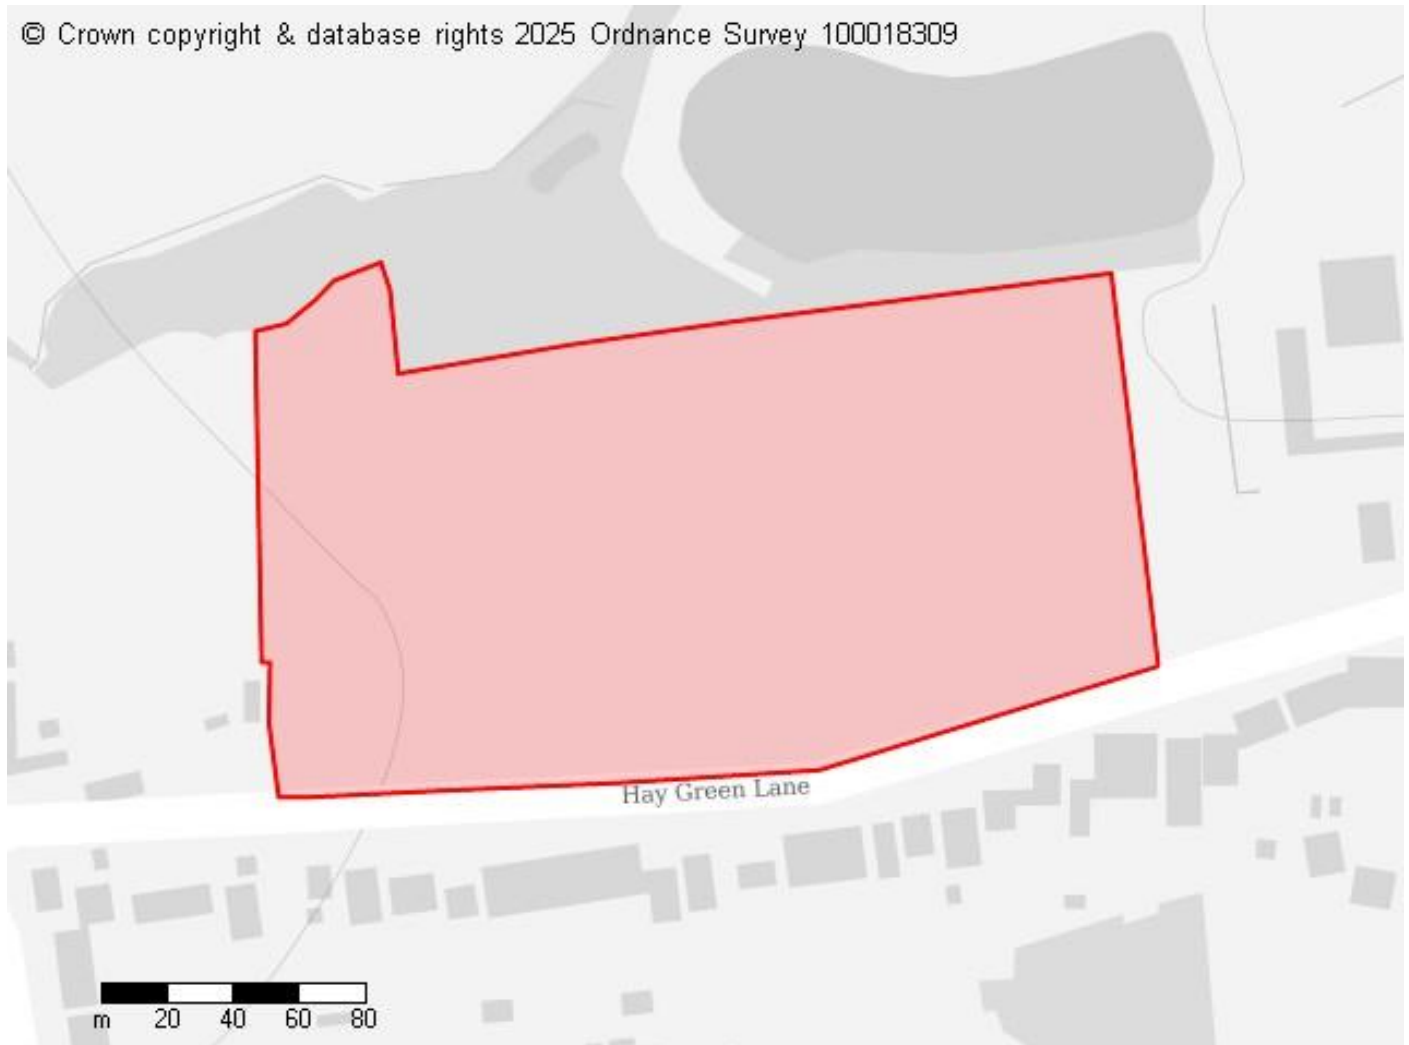 © Crown copyright & database rights 2025 Ordnance Survey 100018309
Hay Green Lane
m 20 40 60 80